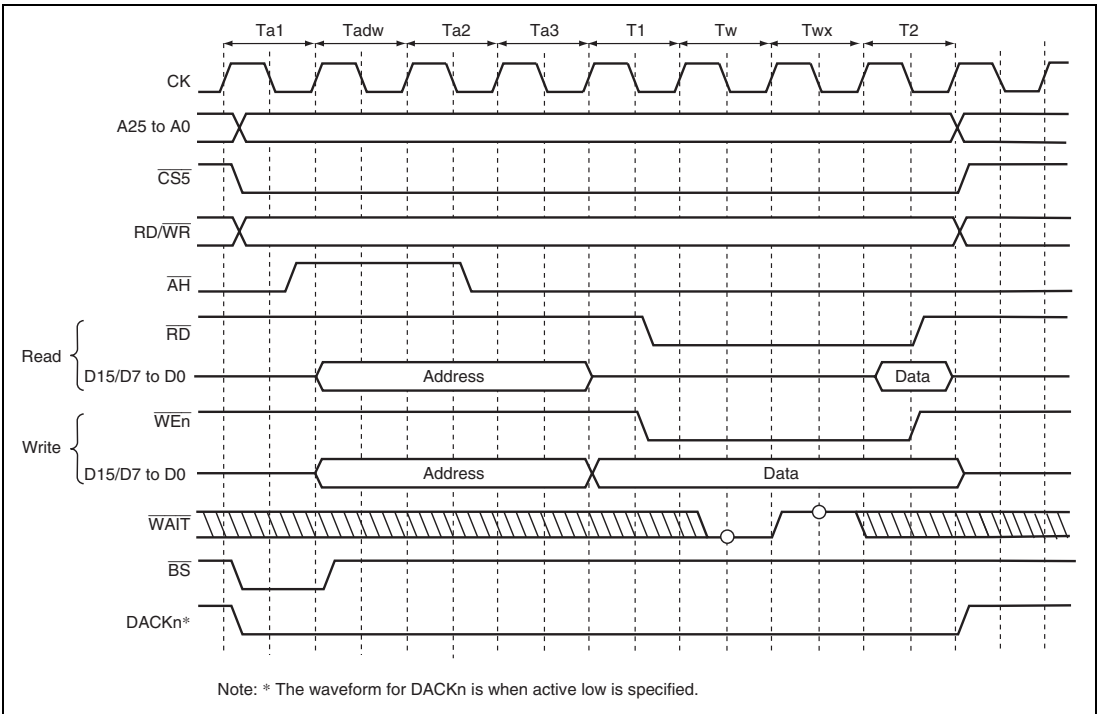 Ta1 Tadw Ta2 Ta3 T1 Tw Twx T2
CK
A25 to A0
CS5
RD/WR
AH
RD
Read
D15/D7 to D0 Address Data
WEn
Write
D15/D7 to D0 Address Data
WAIT
BS
DACKn*
Note: * The waveform for DACKn is when active low is specified.